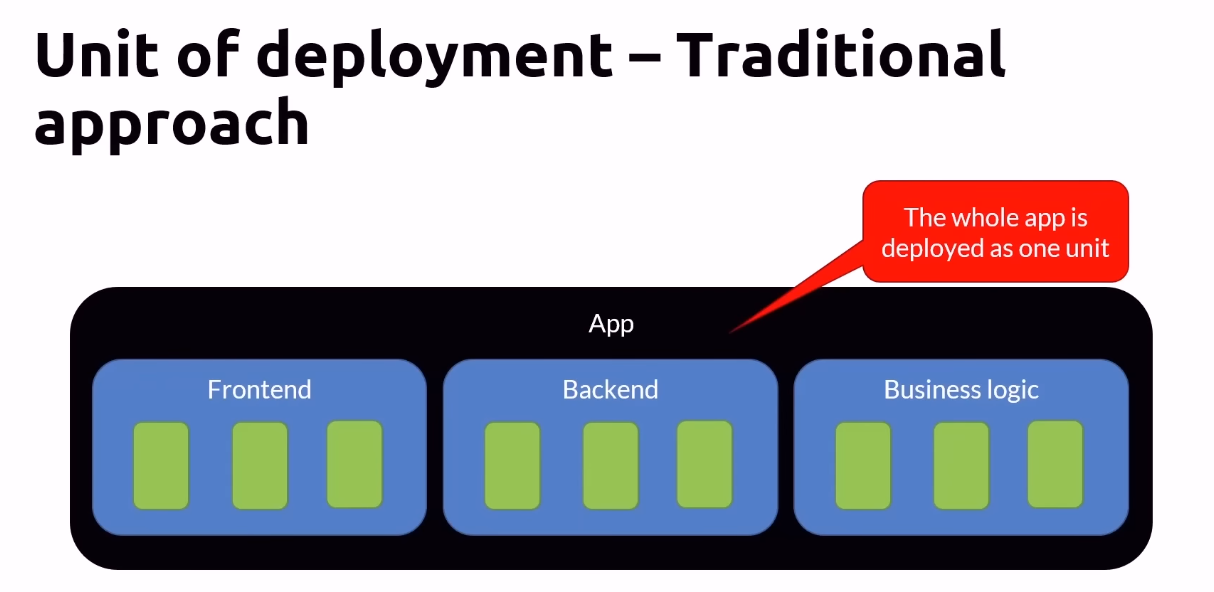 Unit of deployment – Traditional
approach
The whole app is
deployed as one unit
App
Frontend
Backend
Business logic